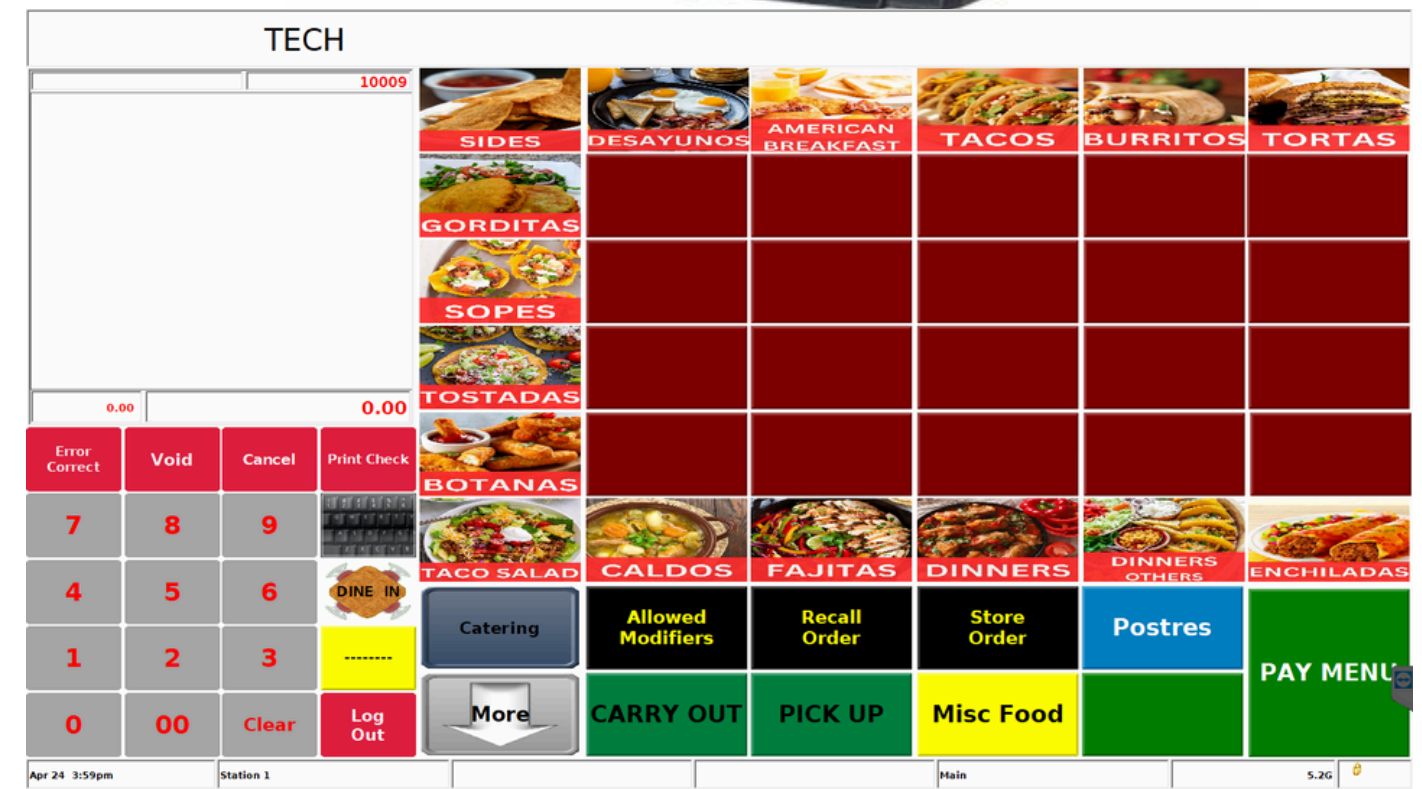 TECH
10009
SIDES
DESAYUNOS
AMERICAN
BREAKFAST
TACOS
BURRITOS
TORTAS
GORDITAS
SOPES
TOSTADAS
0.00
0.00
BOTANAS
Error
Correct
Void
Cancel
Print Check
7
8
9
TACO SALAD
CALDOS
FAJITAS
DINNERS
DINNERS
OTHERS
ENCHILADAS
4
5
6
DINE IN
Catering
Allowed
Modifiers
Recall
Order
Store
Order
Postres
PAY MENU
1
2
3
--------
0
00
Clear
Log
Out
More
CARRY OUT
PICK UP
Misc Food
Apr 24 3:59pm
Station 1
Main
5.2G